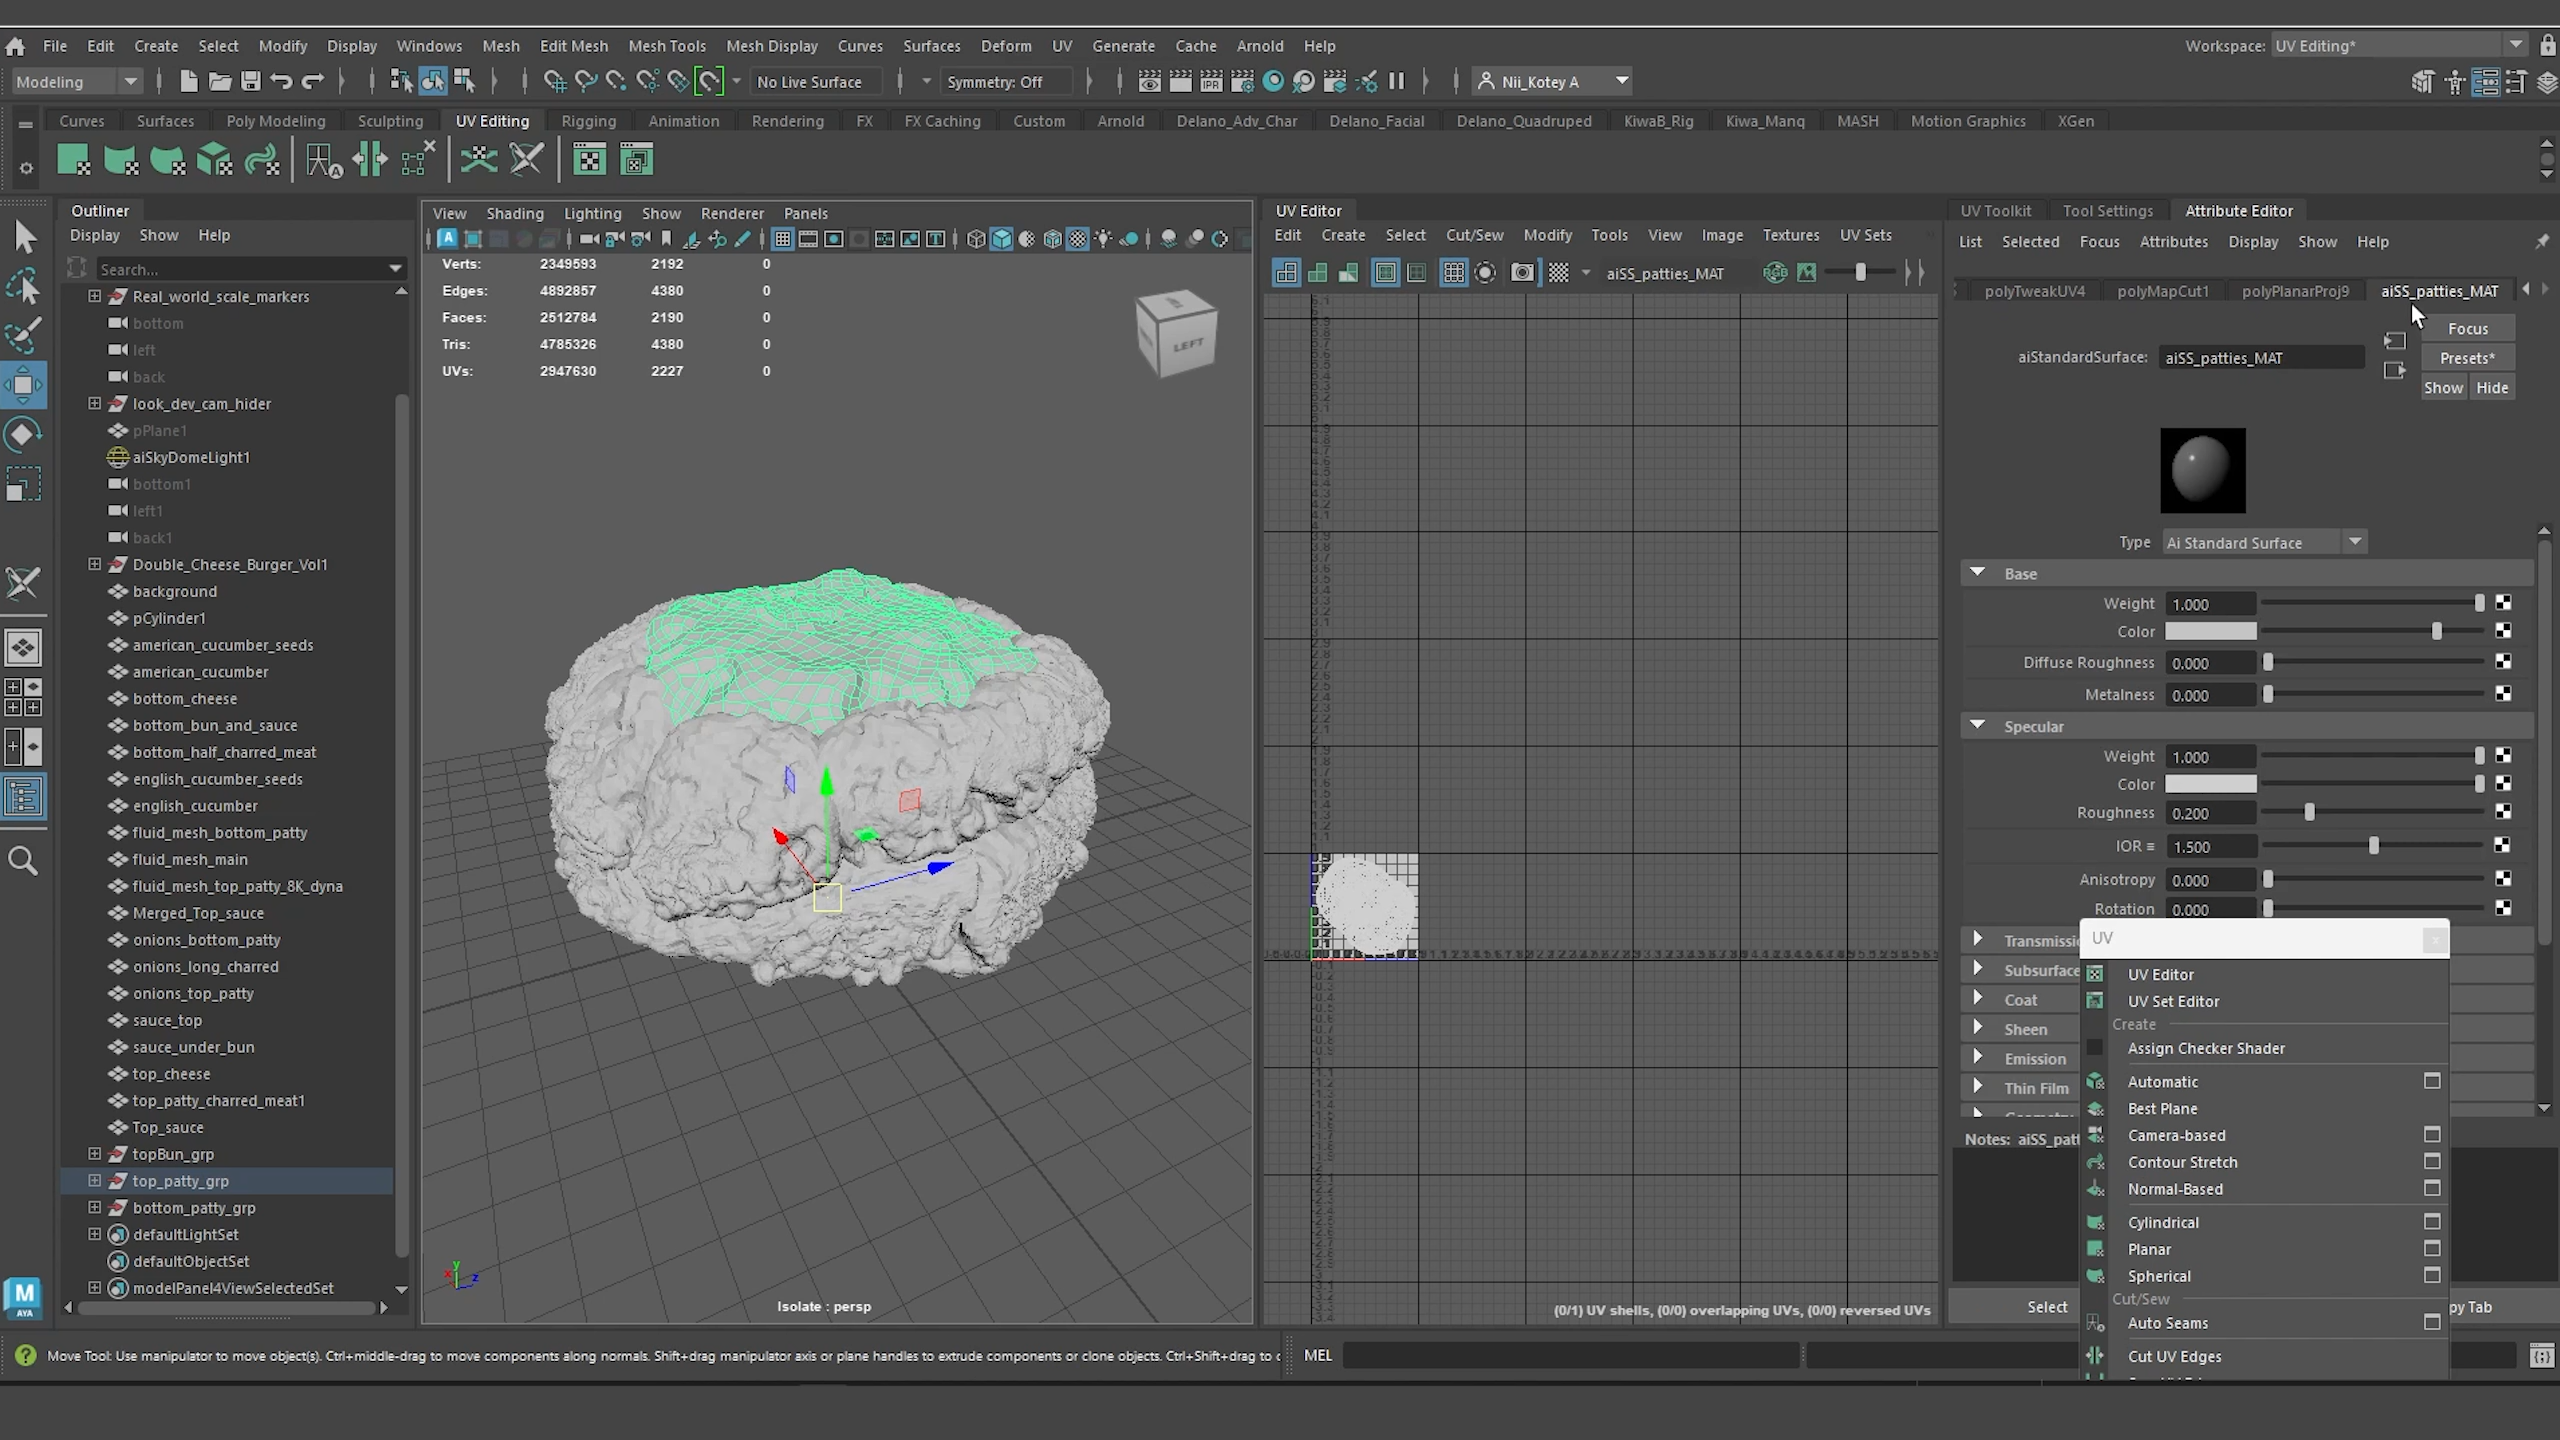 File Edit Create Select Modify Display Windows Mesh Edit Mesh Mesh Tools Mesh Display Curves Surfaces Deform UV Generate Cache Arnold Help Workspace: UV Editing*
Modeling No Live Surface Symmetry: Off Nii_Kotey A
Curves Surfaces Poly Modeling Sculpting UV Editing Rigging Animation Rendering FX FX Caching Custom Arnold Delano_Adv_Char Delano_Facial Delano_Quadruped KiwaB_Rig Kiwa_Manq MASH Motion Graphics XGen
Outliner
Display Show Help
Search...
Real_world_scale_markers
bottom
left
back
look_dev_cam_hider
pPlane1
aiSkyDomeLight1
bottom1
left1
back1
Double_Cheese_Burger_Vol1
background
pCylinder1
american_cucumber_seeds
american_cucumber
bottom_cheese
bottom_bun_and_sauce
bottom_half_charred_meat
english_cucumber_seeds
english_cucumber
fluid_mesh_bottom_patty
fluid_mesh_main
fluid_mesh_top_patty_8K_dyna
Merged_Top_sauce
onions_bottom_patty
onions_long_charred
onions_top_patty
sauce_top
sauce_under_bun
top_cheese
top_patty_charred_meat1
Top_sauce
topBun_grp
top_patty_grp
bottom_patty_grp
defaultLightSet
defaultObjectSet
modelPanel4ViewSelectedSet
View Shading Lighting Show Renderer Panels
Verts: 2349593 2192 0
Edges: 4892857 4380 0
Faces: 2512784 2190 0
Tris: 4785326 4380 0
UVs: 2947630 2227 0
LEFT
Isolate : persp
UV Editor
Edit Create Select Cut/Sew Modify Tools View Image Textures UV Sets
aiSS_patties_MAT
(0/1) UV shells, (0/0) overlapping UVs, (0/0) reversed UVs
UV Toolkit Tool Settings Attribute Editor
List Selected Focus Attributes Display Show Help
polyTweakUV4 polyMapCut1 polyPlanarProj9 aiSS_patties_MAT
Focus
aiStandardSurface: aiSS_patties_MAT Presets*
Show Hide
Type Ai Standard Surface
Base
Weight 1.000
Color
Diffuse Roughness 0.000
Metalness 0.000
Specular
Weight 1.000
Color
Roughness 0.200
IOR 1.500
Anisotropy 0.000
Rotation 0.000
Transmissi
Subsurface
Coat
Sheen
Emission
Thin Film
Notes: aiSS_pat
Select
py Tab
UV
UV Editor
UV Set Editor
Create
Assign Checker Shader
Automatic
Best Plane
Camera-based
Contour Stretch
Normal-Based
Cylindrical
Planar
Spherical
Cut/Sew
Auto Seams
Cut UV Edges
M
AYA
Move Tool: Use manipulator to move object(s). Ctrl+middle-drag to move components along normals. Shift+drag manipulator axis or plane handles to extrude components or clone objects. Ctrl+Shift+drag to c
MEL